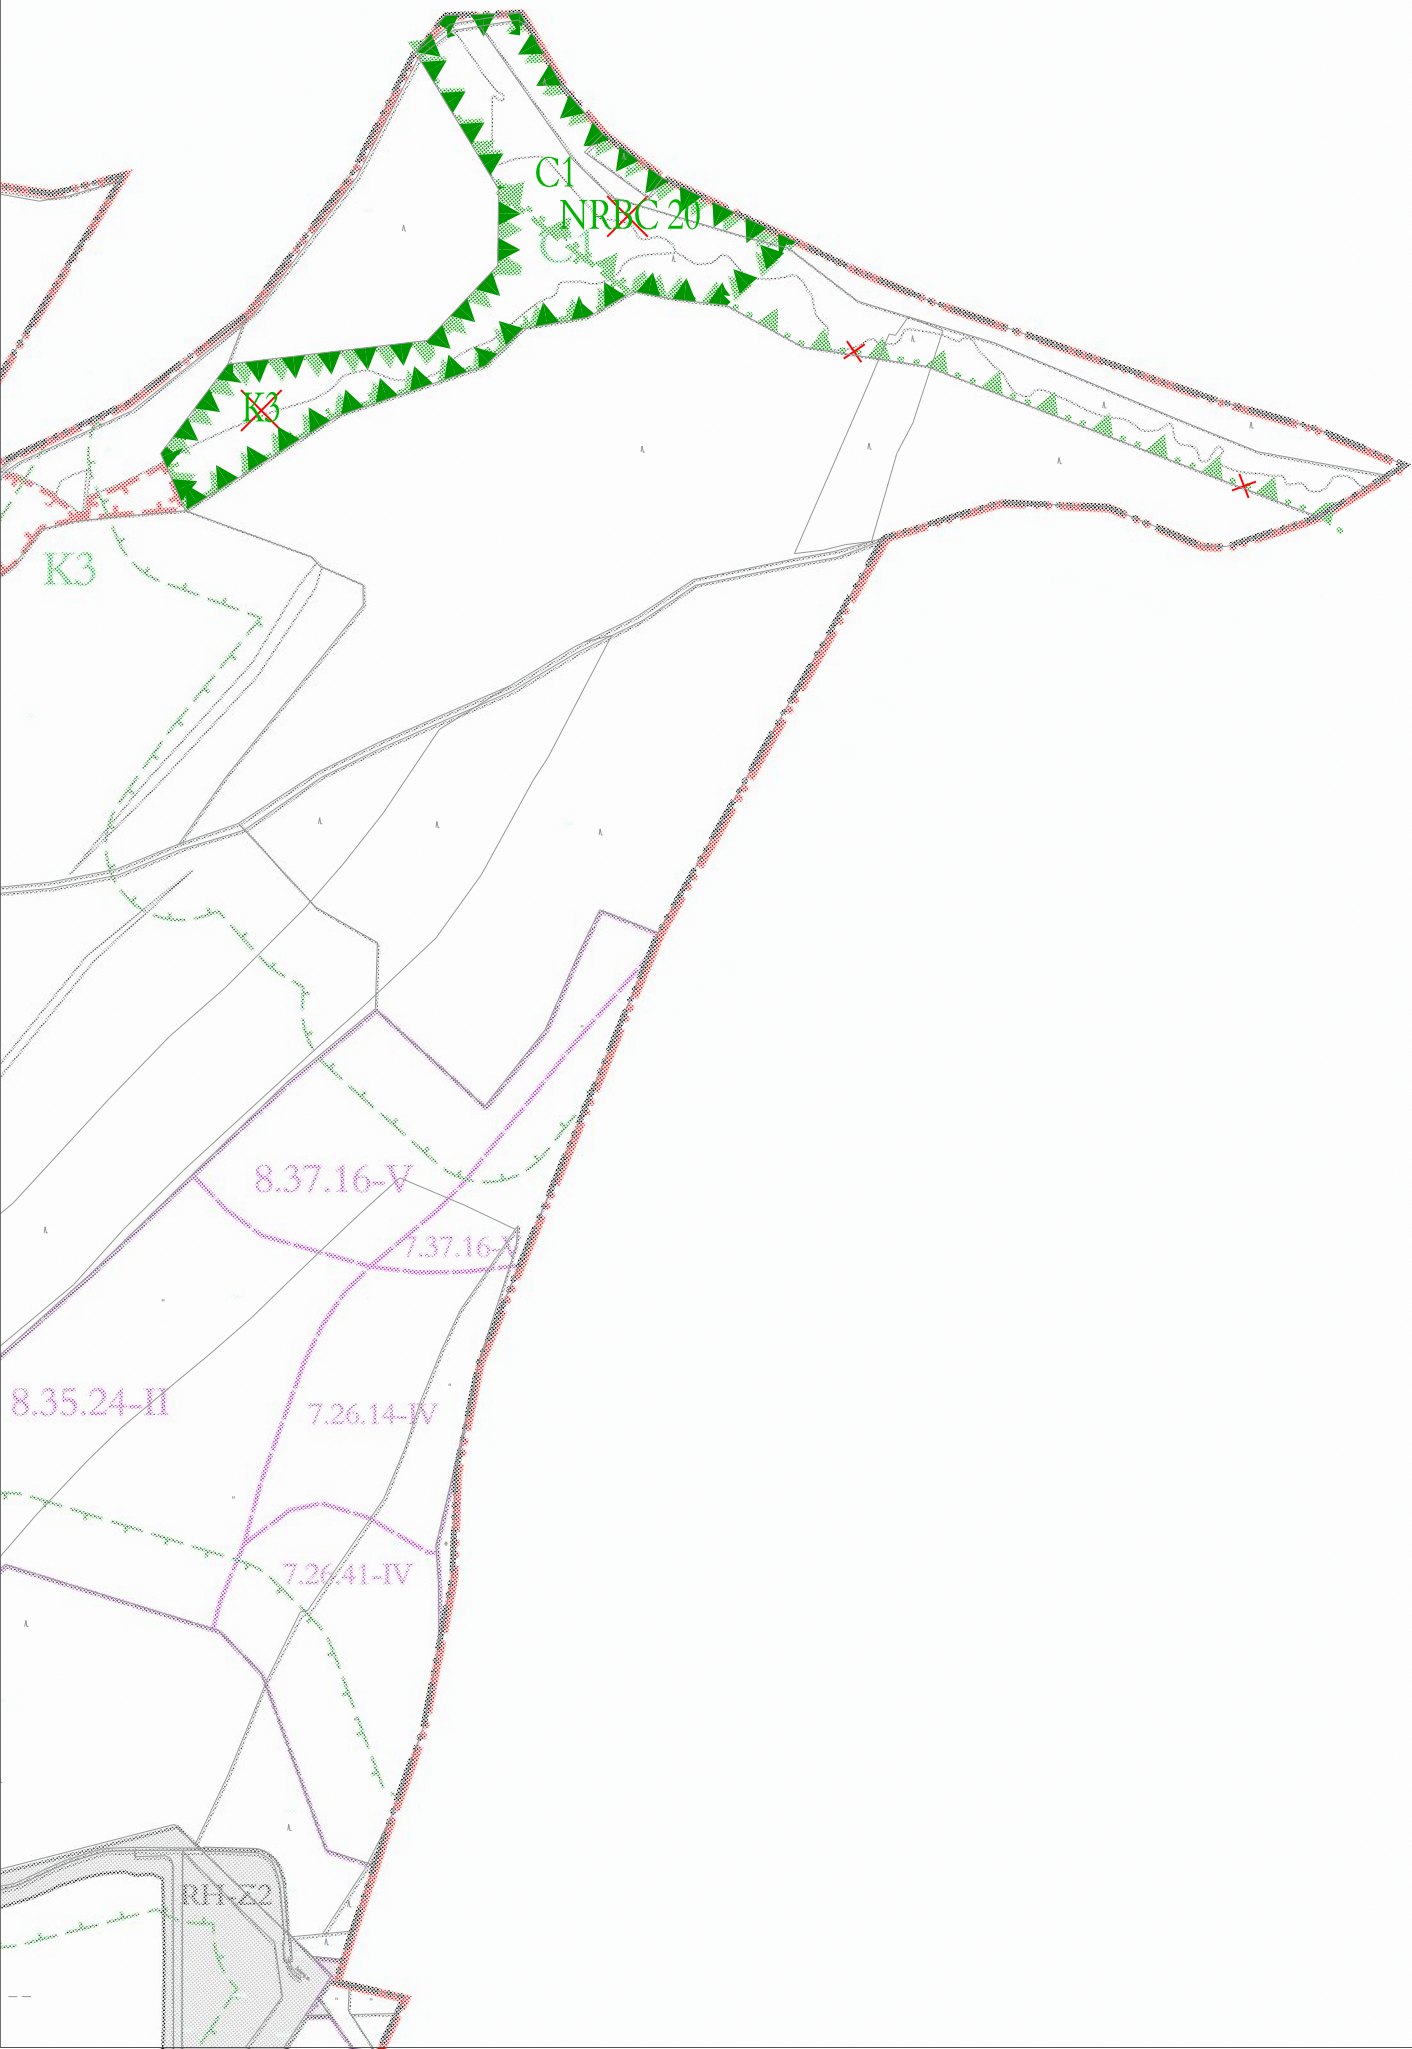 C1
NRBC 20
C1
K3
K3
8.37.16-V
7.37.16-V
8.35.24-II
7.26.14-IV
7.26.41-IV
RH-Z2